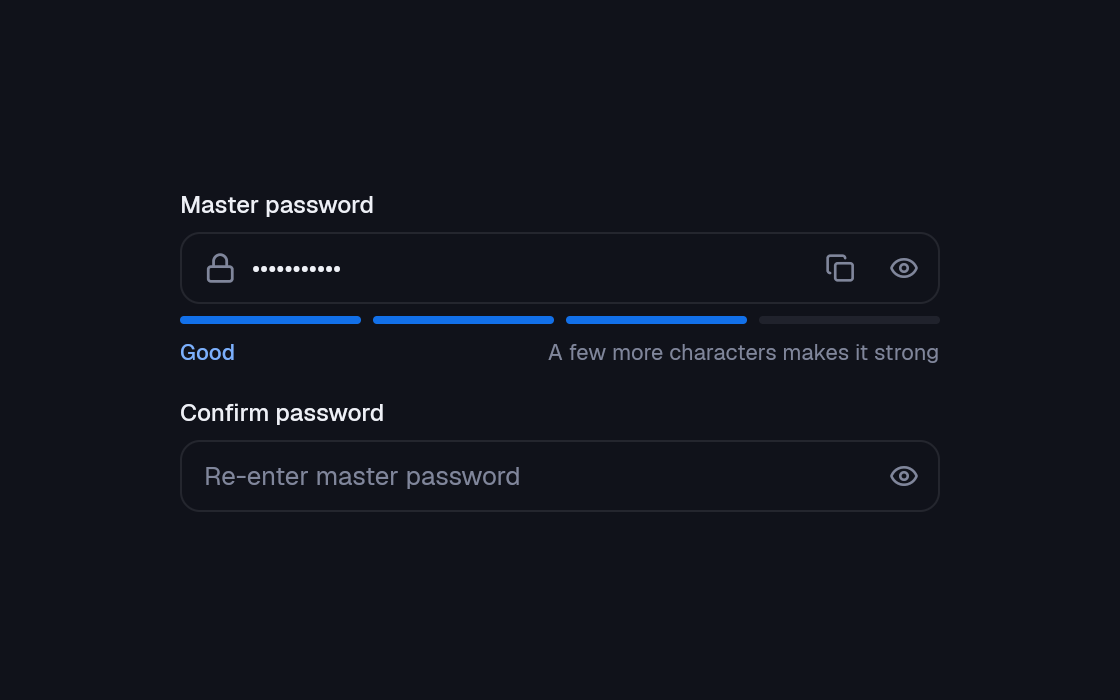 Master password
•••••••••••
Good
A few more characters makes it strong
Confirm password
Re-enter master password